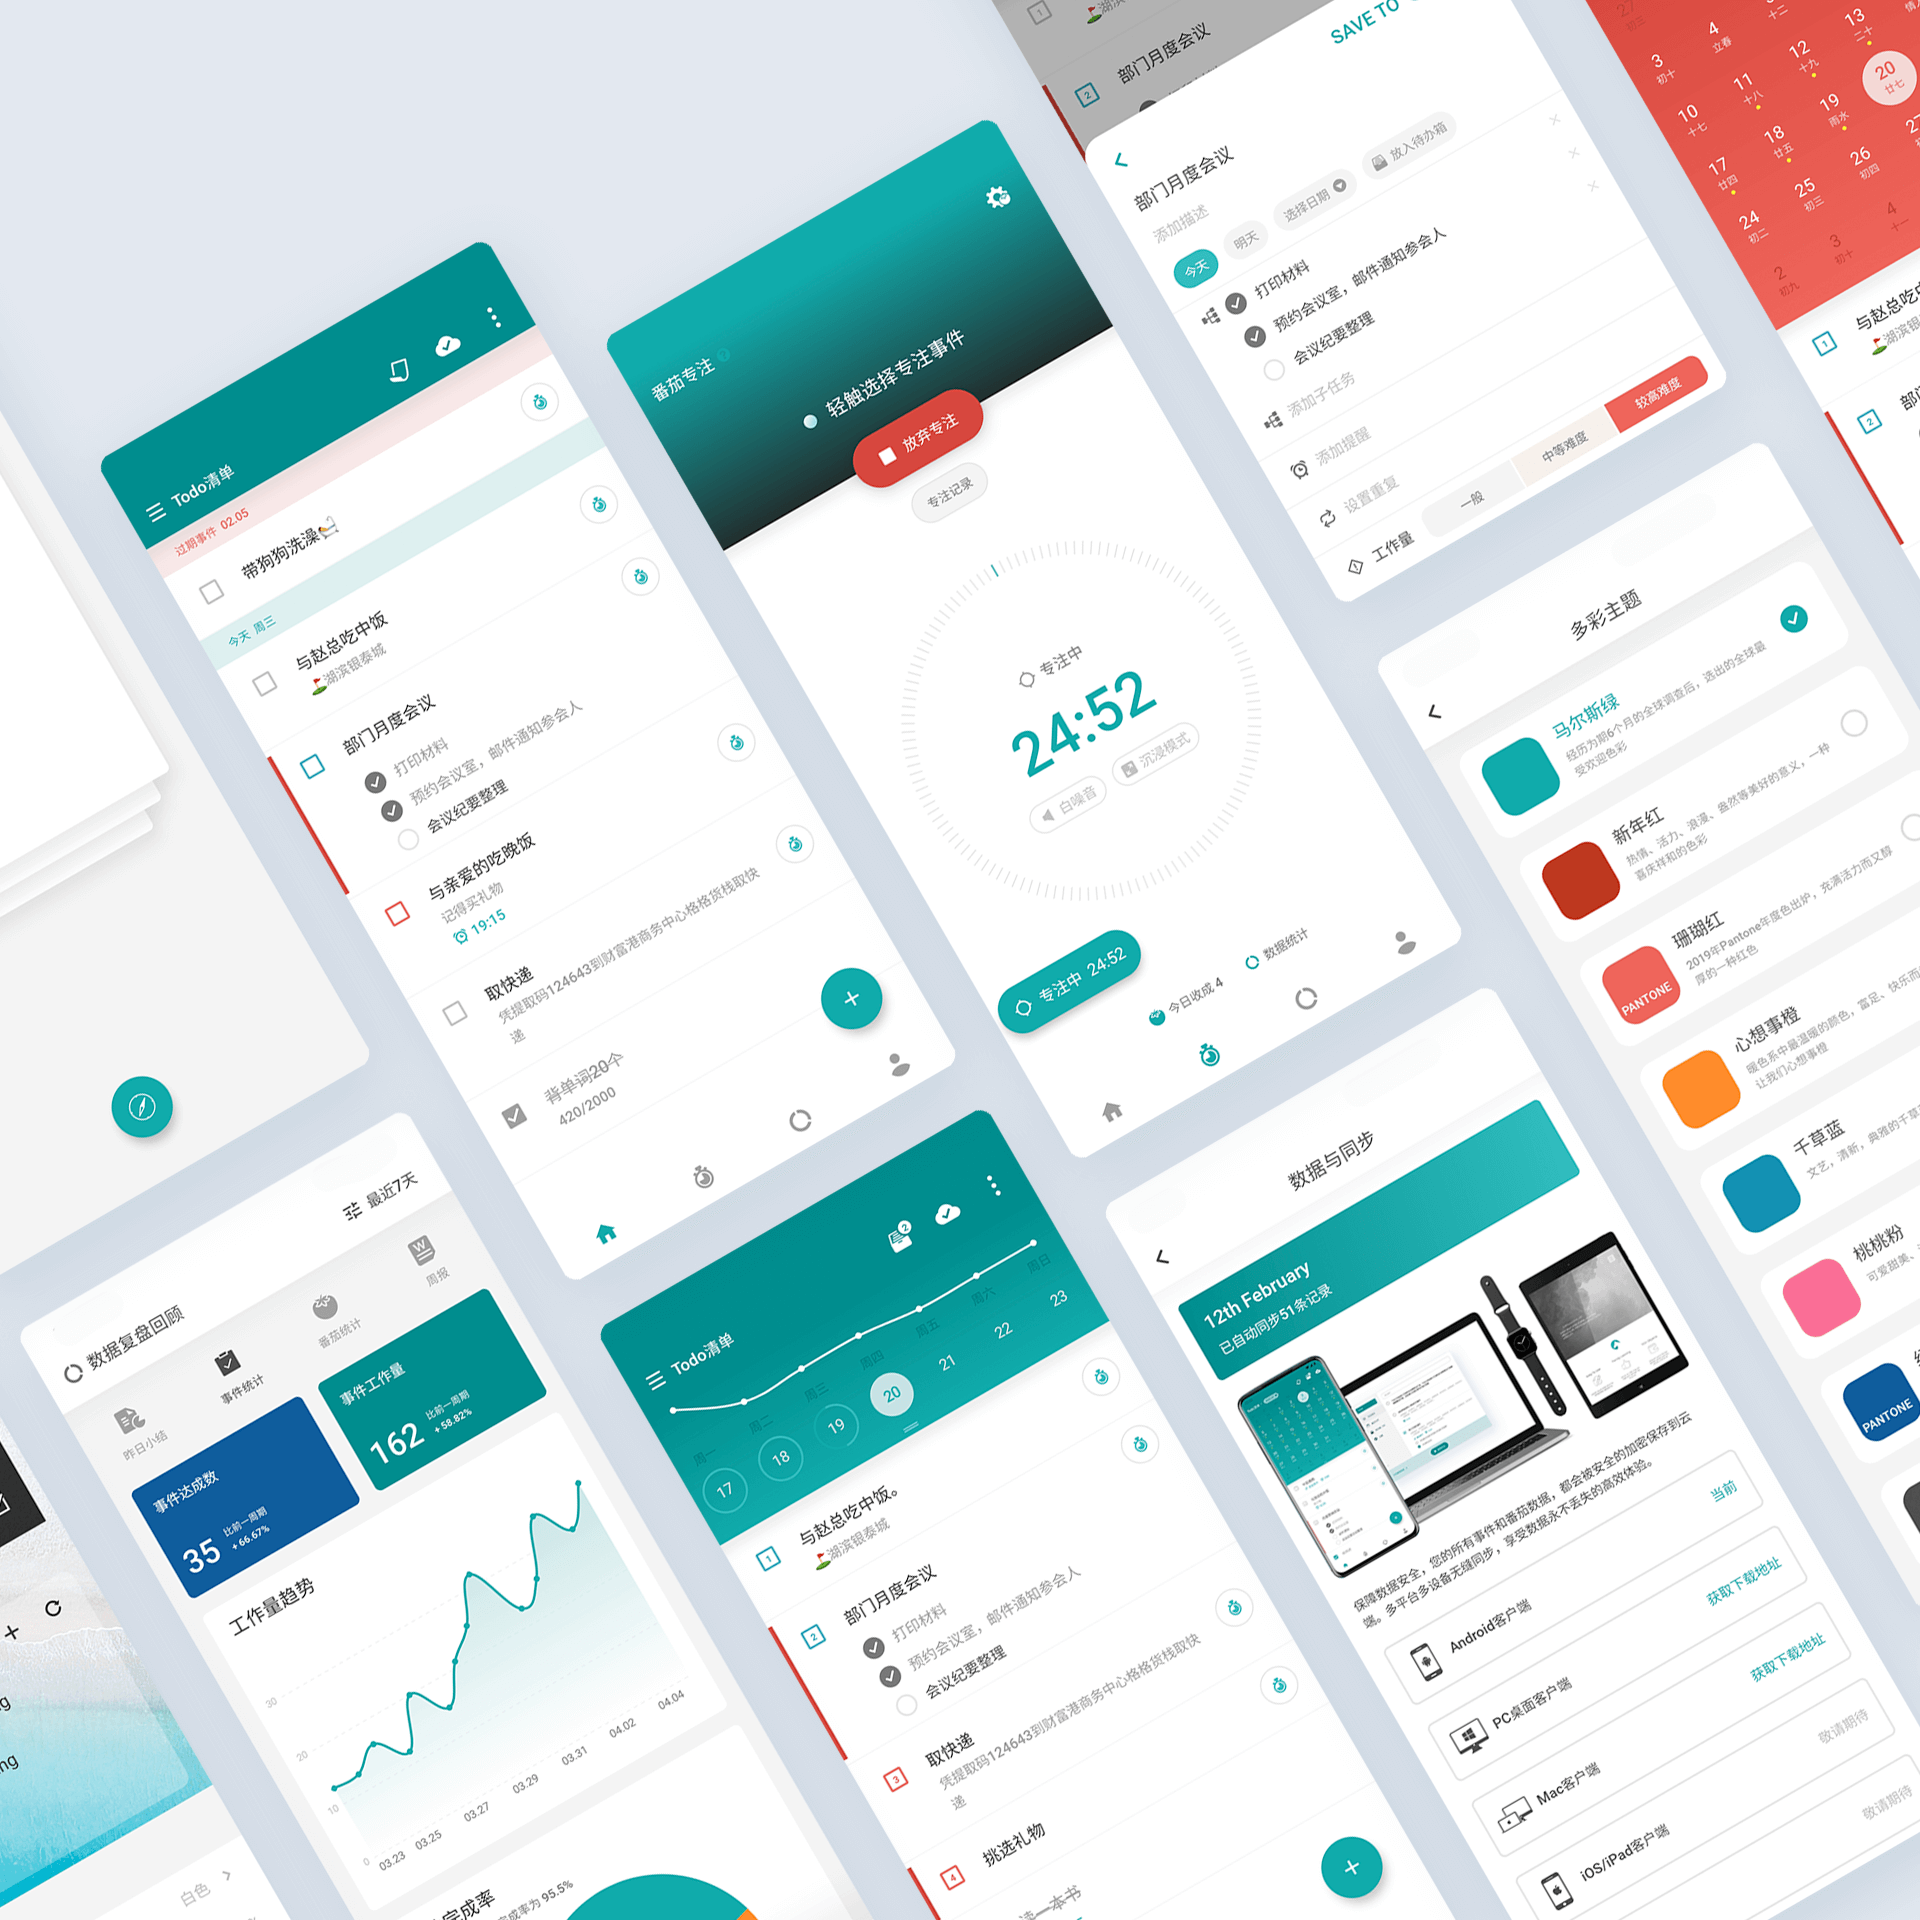 Todo清单
过期事件 02.05
带狗狗洗澡
今天 周三
与赵总吃中饭
湖滨银泰城
部门月度会议
打印材料
预约会议室，邮件通知参会人
会议纪要整理
与亲爱的吃晚饭
记得买礼物
19:15
取快递
凭提取码124643到财富港商务中心格格货栈取快
递
背单词20个
420/2000
番茄专注
轻触选择专注事件
放弃专注
专注记录
专注中
24:52
白噪音
沉浸模式
专注中 24:52
今日收成 4
数据统计
2
部门月度会议
SAVE TO
部门月度会议
添加描述
今天
明天
选择日期
放入待办箱
打印材料
预约会议室，邮件通知参会人
会议纪要整理
添加子任务
添加提醒
设置重复
工作量
一般
中等难度
较高难度
27
初三
3
初十
4
立春
十二
13
二十
12
十九
11
十八
10
十七
20
廿七
19
雨水
18
廿五
17
廿四
26
初四
25
初三
24
初二
4
十一
3
初十
2
初九
1
与赵总吃中
湖滨银
2
多彩主题
马尔斯绿
经历为期6个月的全球调查后，选出的全球最
受欢迎色彩
新年红
热情、活力、浪漫、盎然等美好的意义，一种
喜庆祥和的色彩
PANTONE
珊瑚红
2019年Pantone年度色出炉，充满活力而又醇
厚的一种红色
心想事橙
暖色系中最温暖的颜色，富足、快乐而
让我们心想事橙
千草蓝
文艺，清新，典雅的千草
桃桃粉
可爱甜美、
PANTONE
数据复盘回顾
最近7天
昨日小结
事件统计
番茄统计
周报
事件达成数
35
比前一周期
+ 66.67%
事件工作量
162
比前一周期
+ 58.82%
工作量趋势
30
20
10
0
03.23
03.25
03.27
03.29
03.31
04.02
04.04
完成率
完成率为 95.5%
白色
Todo清单
2
周一
周二
周三
周四
周五
周六
周日
17
18
19
20
21
22
23
1
与赵总吃中饭。
湖滨银泰城
2
部门月度会议
打印材料
预约会议室，邮件通知参会人
会议纪要整理
3
取快递
凭提取码124643到财富港商务中心格格货栈取快
递
4
挑选礼物
读一本书
数据与同步
12th February
已自动同步51条记录
保障数据安全，您的所有事件和番茄数据，都会被安全的加密保存到云
端。多平台多设备无缝同步，享受数据永不丢失的高效体验。
Android客户端
当前
PC桌面客户端
获取下载地址
Mac客户端
获取下载地址
iOS/iPad客户端
敬请期待
敬请期待